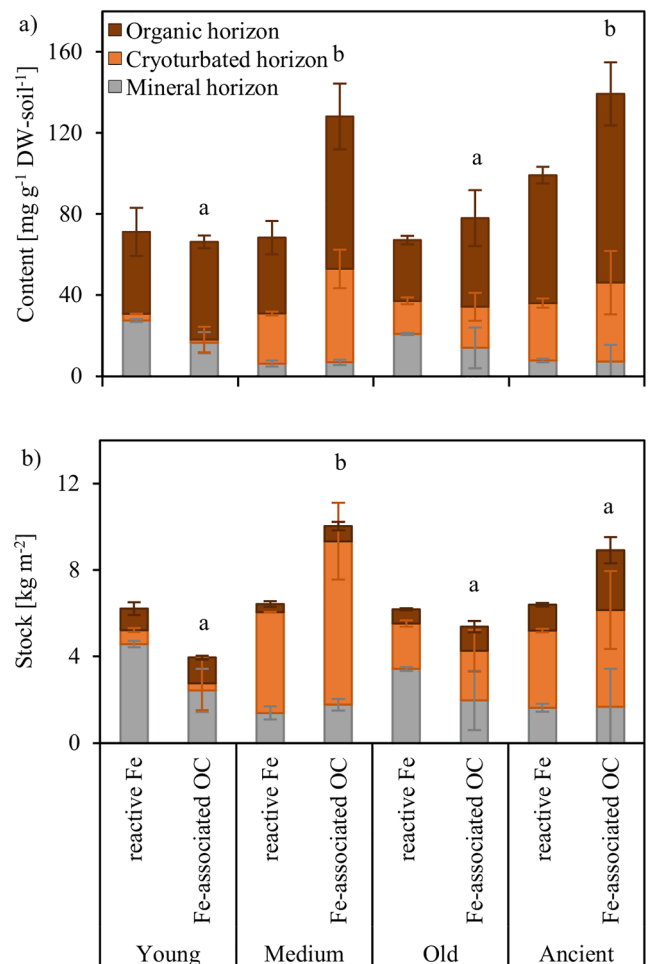 a)
Organic horizon
Cryoturbated horizon
Mineral horizon
Content [mg g⁻¹ DW-soil⁻¹]
160
120
80
40
0
a
b
a
b
b)
Stock [kg m⁻²]
12
8
4
0
a
b
a
a
reactive Fe
Fe-associated OC
reactive Fe
Fe-associated OC
reactive Fe
Fe-associated OC
reactive Fe
Fe-associated OC
Young
Medium
Old
Ancient